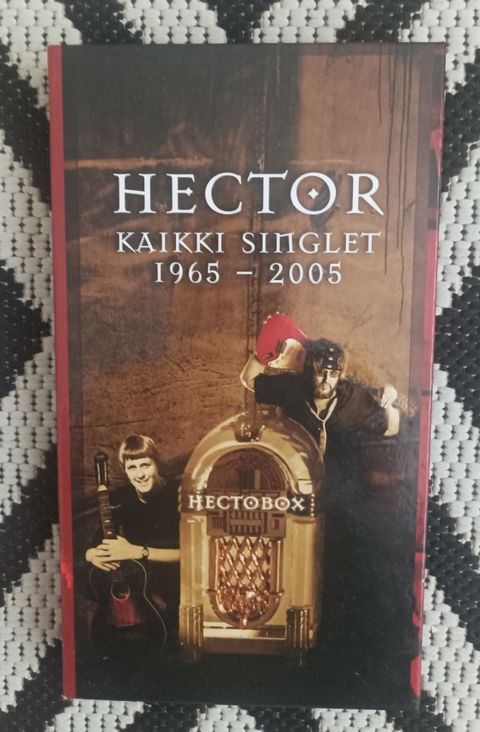 HECTOR
KAIKKI SINGLET
1965 – 2005
HECTOBOX